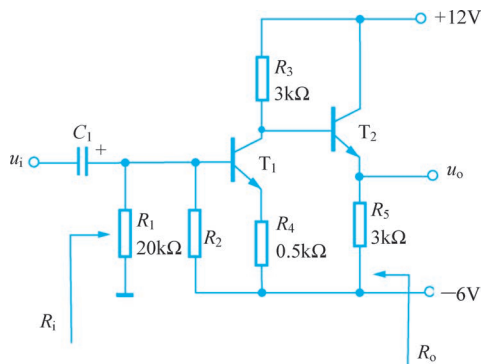 +12V
R₃
3kΩ
T₂
C₁
+
uᵢ
T₁
uₒ
R₁
20kΩ
R₂
R₄
0.5kΩ
R₅
3kΩ
−6V
Rᵢ
Rₒ